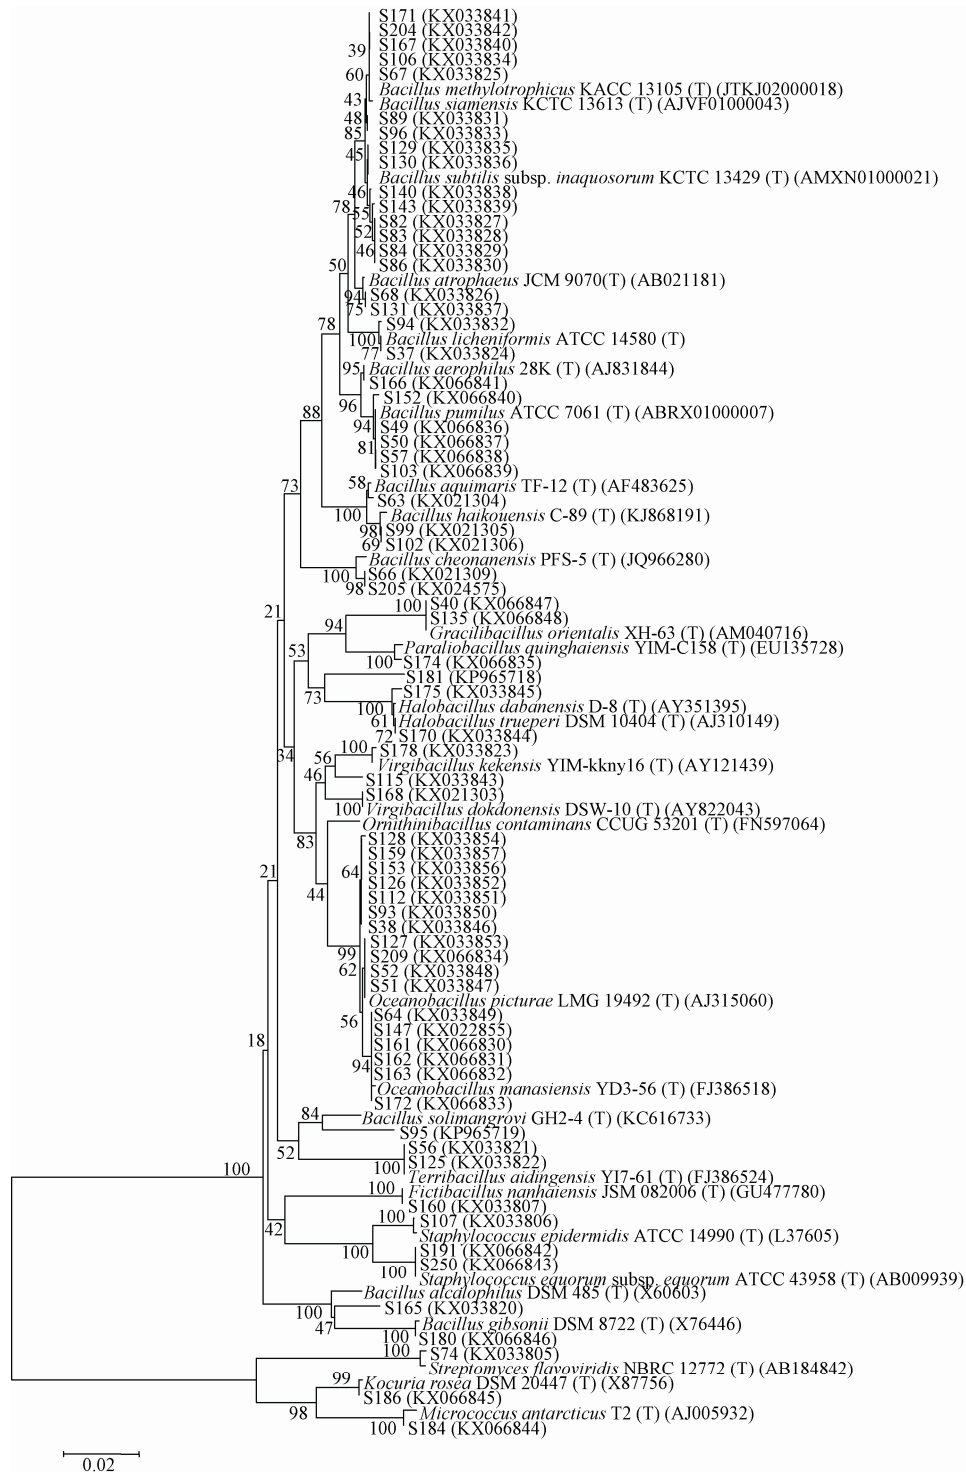 S171 (KX033841)
S204 (KX033842)
S167 (KX033840)
39
S106 (KX033834)
60 S67 (KX033825)
Bacillus methylotrophicus KACC 13105 (T) (JTKJ02000018)
43 Bacillus siamensis KCTC 13613 (T) (AJVF01000043)
48 S89 (KX033831)
85 S96 (KX033833)
S129 (KX033835)
45 S130 (KX033836)
Bacillus subtilis subsp. inaquosorum KCTC 13429 (T) (AMXN01000021)
46 S140 (KX033838)
78 55 S143 (KX033839)
S82 (KX033827)
52 S83 (KX033828)
46 S84 (KX033829)
50 S86 (KX033830)
Bacillus atrophaeus JCM 9070(T) (AB021181)
94 S68 (KX033826)
75 S131 (KX033837)
78 S94 (KX033832)
100 Bacillus licheniformis ATCC 14580 (T)
77 S37 (KX033824)
95 Bacillus aerophilus 28K (T) (AJ831844)
S166 (KX066841)
96 S152 (KX066840)
88 Bacillus pumilus ATCC 7061 (T) (ABRX01000007)
94 S49 (KX066836)
81 S50 (KX066837)
S57 (KX066838)
S103 (KX066839)
73 58 Bacillus aquimaris TF-12 (T) (AF483625)
S63 (KX021304)
100 Bacillus haikouensis C-89 (T) (KJ868191)
98 S99 (KX021305)
69 S102 (KX021306)
Bacillus cheonanensis PFS-5 (T) (JQ966280)
100 S66 (KX021309)
98 S205 (KX024575)
21 100 S40 (KX066847)
S135 (KX066848)
94 Gracilibacillus orientalis XH-63 (T) (AM040716)
53 Paraliobacillus quinghaiensis YIM-C158 (T) (EU135728)
100 S174 (KX066835)
S181 (KP965718)
73 S175 (KX033845)
100 Halobacillus dabanensis D-8 (T) (AY351395)
61 Halobacillus trueperi DSM 10404 (T) (AJ310149)
72 S170 (KX033844)
34 56 100 S178 (KX033823)
Virgibacillus kekensis YIM-kkny16 (T) (AY121439)
46 S115 (KX033843)
S168 (KX021303)
100 Virgibacillus dokdonensis DSW-10 (T) (AY822043)
Ornithinibacillus contaminans CCUG 53201 (T) (FN597064)
83 S128 (KX033854)
S159 (KX033857)
21 64 S153 (KX033856)
S126 (KX033852)
44 S112 (KX033851)
S93 (KX033850)
S38 (KX033846)
S127 (KX033853)
99 S209 (KX066834)
62 S52 (KX033848)
S51 (KX033847)
Oceanobacillus picturae LMG 19492 (T) (AJ315060)
56 S64 (KX033849)
S147 (KX022855)
18 S161 (KX066830)
S162 (KX066831)
94 S163 (KX066832)
Oceanobacillus manasiensis YD3-56 (T) (FJ386518)
S172 (KX066833)
84 Bacillus solimangrovi GH2-4 (T) (KC616733)
S95 (KP965719)
52 S56 (KX033821)
100 S125 (KX033822)
100 Terribacillus aidingensis YI7-61 (T) (FJ386524)
100 Fictibacillus nanhaiensis JSM 082006 (T) (GU477780)
S160 (KX033807)
42 100 S107 (KX033806)
Staphylococcus epidermidis ATCC 14990 (T) (L37605)
100 S191 (KX066842)
100 S250 (KX066843)
Staphylococcus equorum subsp. equorum ATCC 43958 (T) (AB009939)
Bacillus alcalophilus DSM 485 (T) (X60603)
100 S165 (KX033820)
47 Bacillus gibsonii DSM 8722 (T) (X76446)
100 S180 (KX066846)
100 S74 (KX033805)
Streptomyces flavoviridis NBRC 12772 (T) (AB184842)
99 Kocuria rosea DSM 20447 (T) (X87756)
S186 (KX066845)
98 Micrococcus antarcticus T2 (T) (AJ005932)
100 S184 (KX066844)
0.02